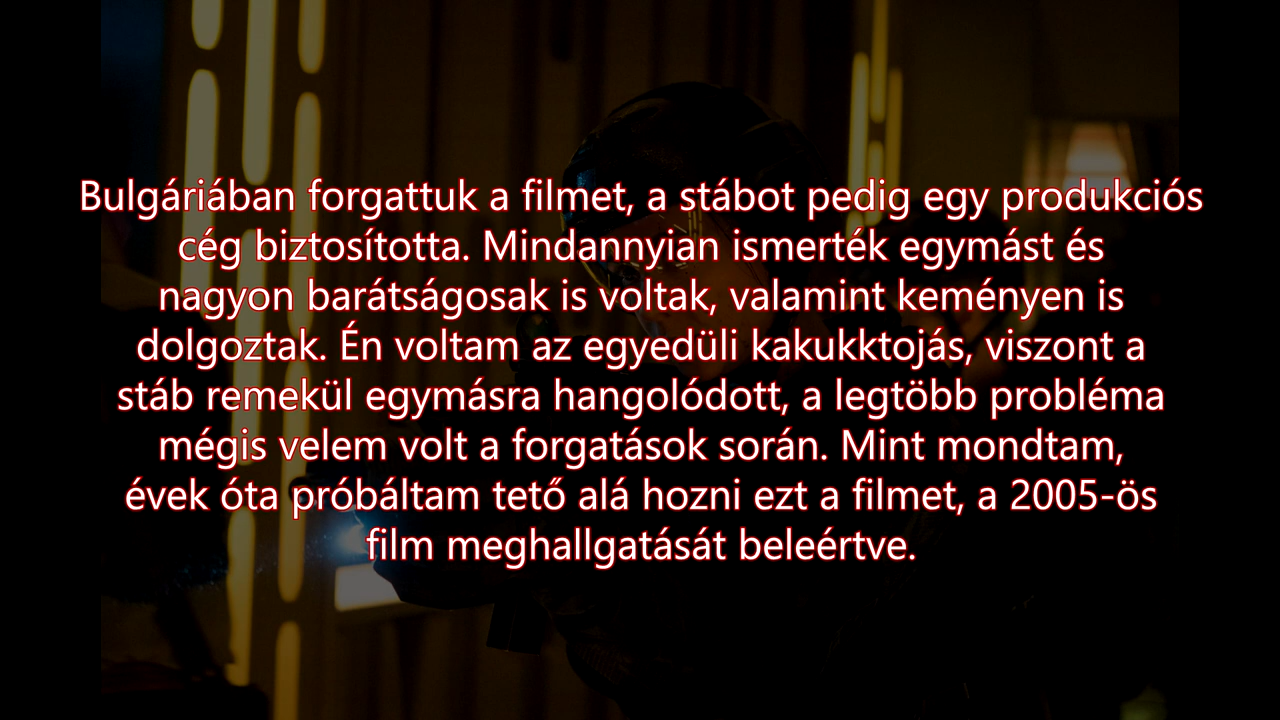 Bulgáriában forgattuk a filmet, a stábot pedig egy produkciós
cég biztosította. Mindannyian ismerték egymást és
nagyon barátságosak is voltak, valamint keményen is
dolgoztak. Én voltam az egyedüli kakukktojás, viszont a
stáb remekül egymásra hangolódott, a legtöbb probléma
mégis velem volt a forgatások során. Mint mondtam,
évek óta próbáltam tető alá hozni ezt a filmet, a 2005-ös
film meghallgatását beleértve.